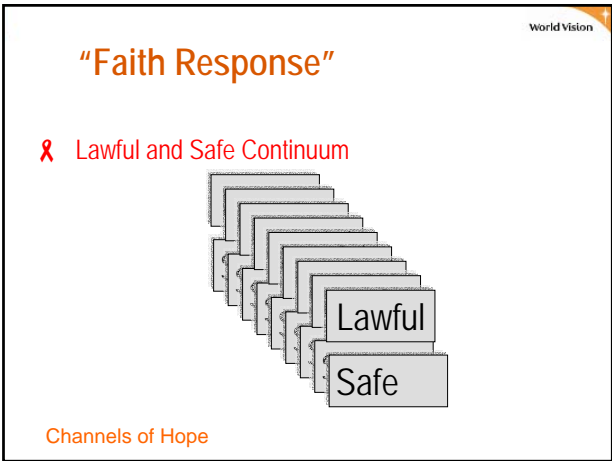 World Vision
“Faith Response”
Lawful and Safe Continuum
Lawful
Safe
Channels of Hope